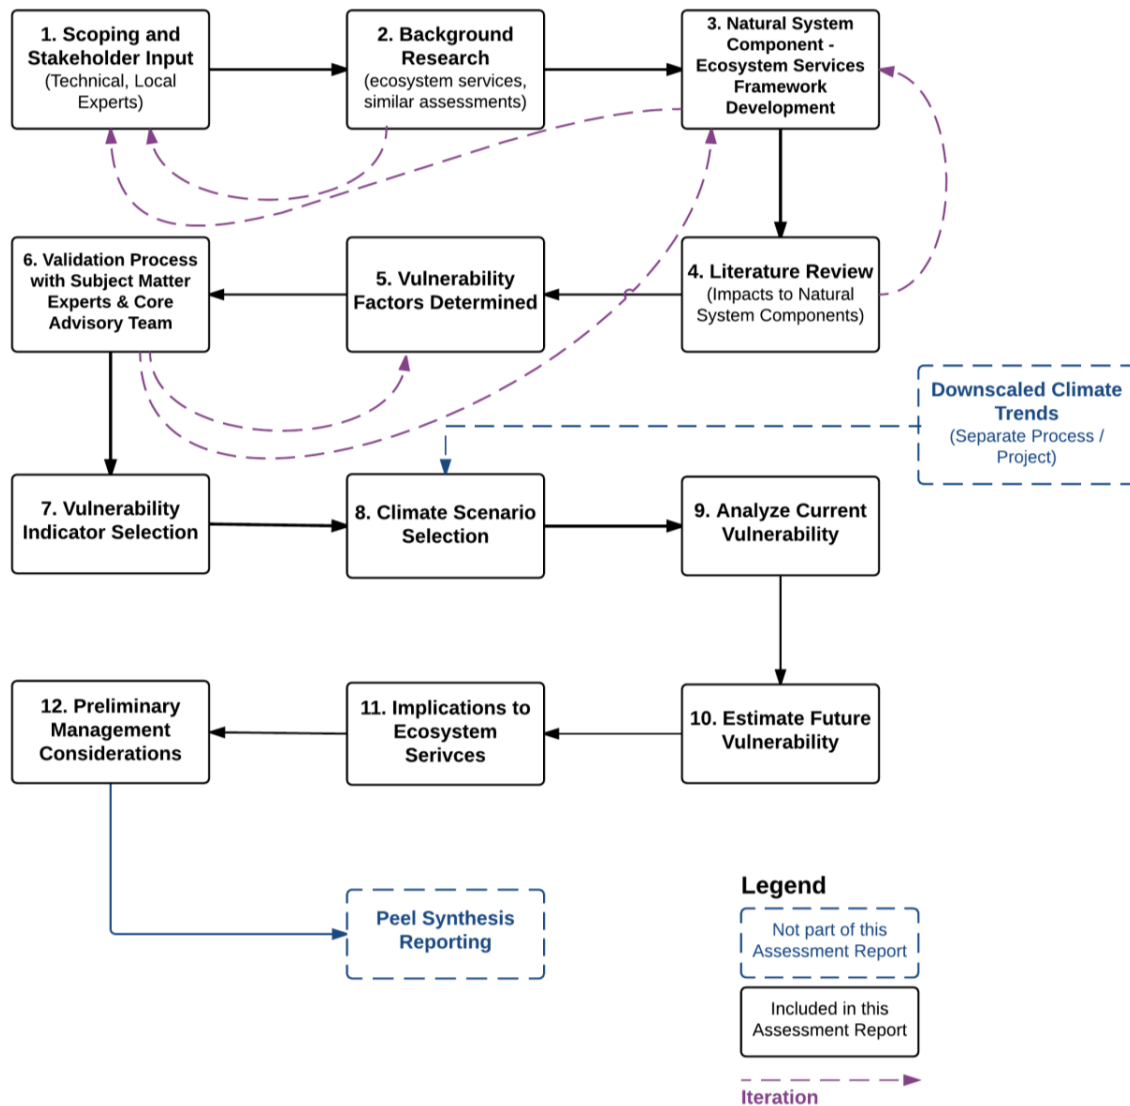 1. Scoping and
Stakeholder Input
(Technical, Local
Experts)
2. Background
Research
(ecosystem services,
similar assessments)
3. Natural System
Component -
Ecosystem Services
Framework
Development
4. Literature Review
(Impacts to Natural
System Components)
5. Vulnerability
Factors Determined
6. Validation Process
with Subject Matter
Experts & Core
Advisory Team
Downscaled Climate
Trends
(Separate Process /
Project)
7. Vulnerability
Indicator Selection
8. Climate Scenario
Selection
9. Analyze Current
Vulnerability
10. Estimate Future
Vulnerability
11. Implications to
Ecosystem
Serivces
12. Preliminary
Management
Considerations
Peel Synthesis
Reporting
Legend
Not part of this
Assessment Report
Included in this
Assessment Report
Iteration